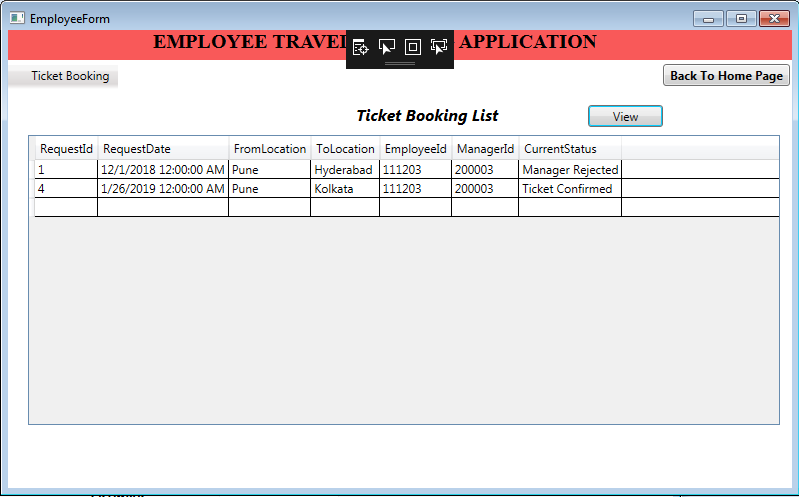 EmployeeForm
EMPLOYEE TRAVEL APPLICATION
Ticket Booking
Back To Home Page
Ticket Booking List
View
RequestId RequestDate FromLocation ToLocation EmployeeId ManagerId CurrentStatus
1 12/1/2018 12:00:00 AM Pune Hyderabad 111203 200003 Manager Rejected
4 1/26/2019 12:00:00 AM Pune Kolkata 111203 200003 Ticket Confirmed